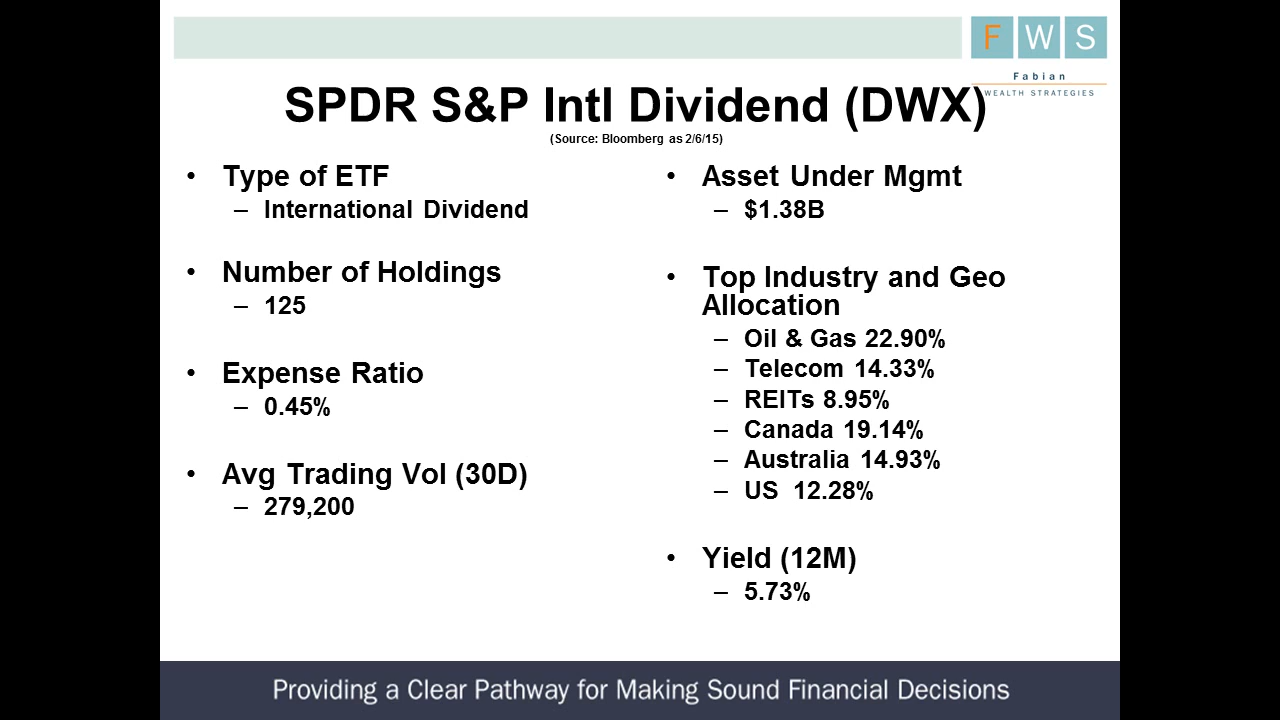 F W S
Fabian
WEALTH STRATEGIES
SPDR S&P Intl Dividend (DWX)
(Source: Bloomberg as 2/6/15)
• Type of ETF
– International Dividend
• Number of Holdings
– 125
• Expense Ratio
– 0.45%
• Avg Trading Vol (30D)
– 279,200
• Asset Under Mgmt
– $1.38B
• Top Industry and Geo
Allocation
– Oil & Gas 22.90%
– Telecom 14.33%
– REITs 8.95%
– Canada 19.14%
– Australia 14.93%
– US 12.28%
• Yield (12M)
– 5.73%
Providing a Clear Pathway for Making Sound Financial Decisions